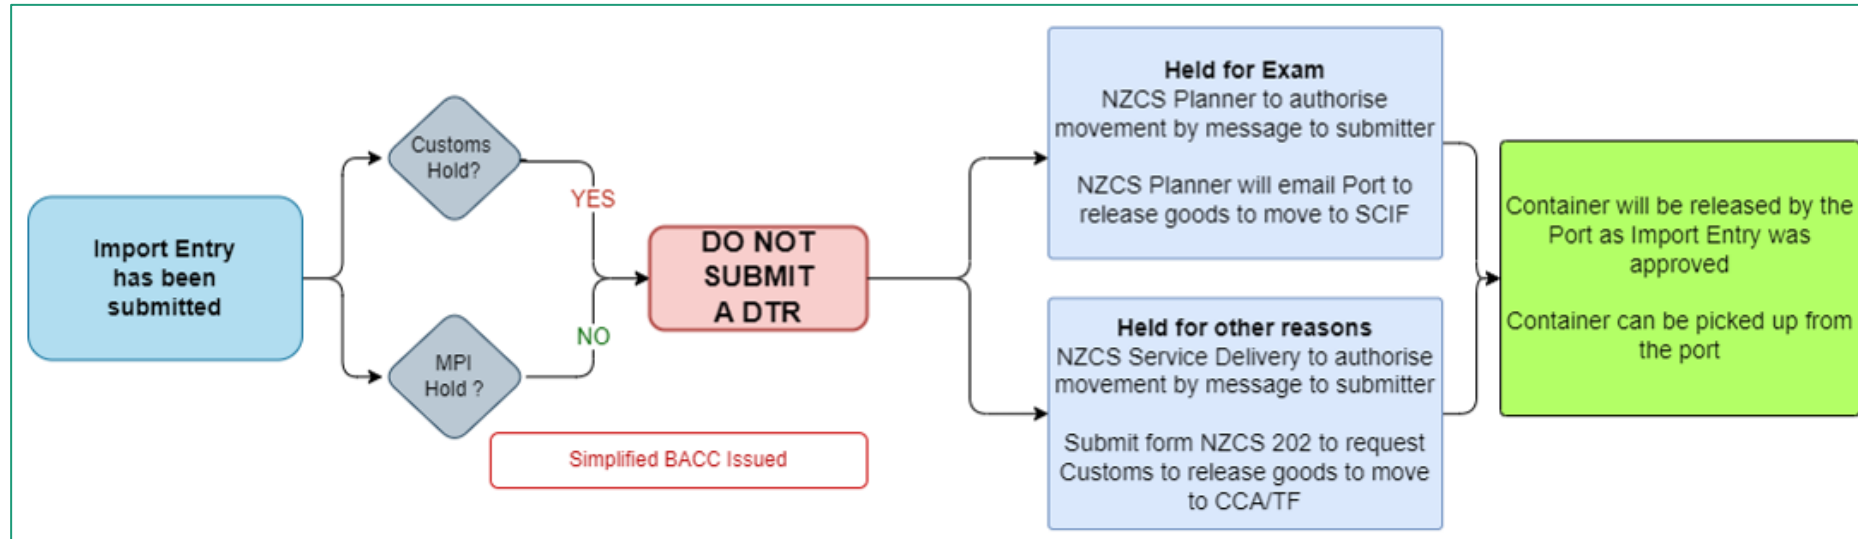 Import Entry
has been
submitted
Customs
Hold?
YES
MPI
Hold ?
NO
Simplified BACC Issued
DO NOT
SUBMIT
A DTR
Held for Exam
NZCS Planner to authorise
movement by message to submitter
NZCS Planner will email Port to
release goods to move to SCIF
Held for other reasons
NZCS Service Delivery to authorise
movement by message to submitter
Submit form NZCS 202 to request
Customs to release goods to move
to CCA/TF
Container will be released by the
Port as Import Entry was
approved
Container can be picked up from
the port